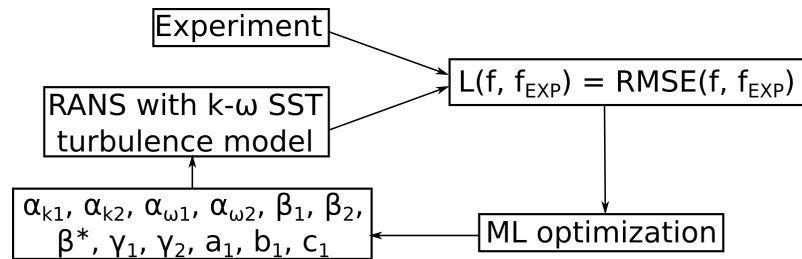 Experiment
L(f, f_EXP) = RMSE(f, f_EXP)
RANS with k-ω SST
turbulence model
α_k1, α_k2, α_ω1, α_ω2, β_1, β_2,
β*, γ_1, γ_2, a_1, b_1, c_1
ML optimization